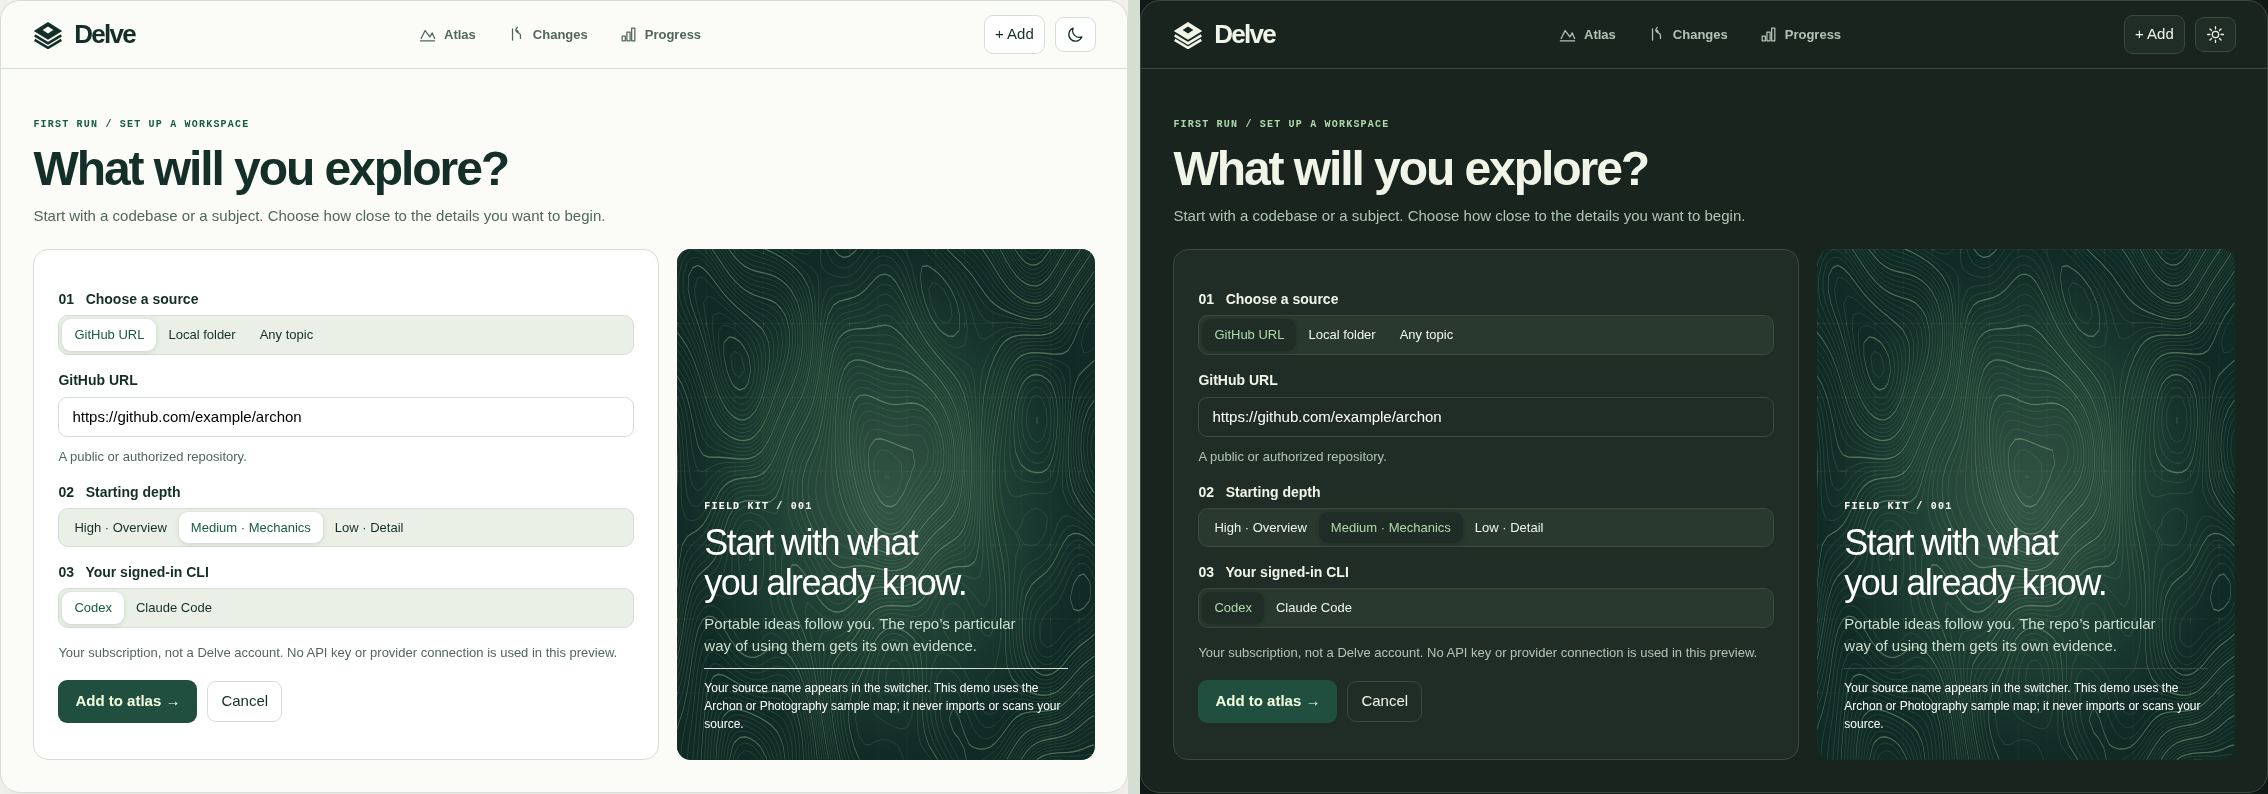 Delve
Atlas
Changes
Progress
+ Add
FIRST RUN / SET UP A WORKSPACE
What will you explore?
Start with a codebase or a subject. Choose how close to the details you want to begin.
01 Choose a source
GitHub URL
Local folder
Any topic
GitHub URL
https://github.com/example/archon
A public or authorized repository.
02 Starting depth
High · Overview
Medium · Mechanics
Low · Detail
03 Your signed-in CLI
Codex
Claude Code
Your subscription, not a Delve account. No API key or provider connection is used in this preview.
Add to atlas →
Cancel
FIELD KIT / 001
Start with what
you already know.
Portable ideas follow you. The repo’s particular
way of using them gets its own evidence.
Your source name appears in the switcher. This demo uses the
Archon or Photography sample map; it never imports or scans your
source.
Delve
Atlas
Changes
Progress
+ Add
FIRST RUN / SET UP A WORKSPACE
What will you explore?
Start with a codebase or a subject. Choose how close to the details you want to begin.
01 Choose a source
GitHub URL
Local folder
Any topic
GitHub URL
https://github.com/example/archon
A public or authorized repository.
02 Starting depth
High · Overview
Medium · Mechanics
Low · Detail
03 Your signed-in CLI
Codex
Claude Code
Your subscription, not a Delve account. No API key or provider connection is used in this preview.
Add to atlas →
Cancel
FIELD KIT / 001
Start with what
you already know.
Portable ideas follow you. The repo’s particular
way of using them gets its own evidence.
Your source name appears in the switcher. This demo uses the
Archon or Photography sample map; it never imports or scans your
source.